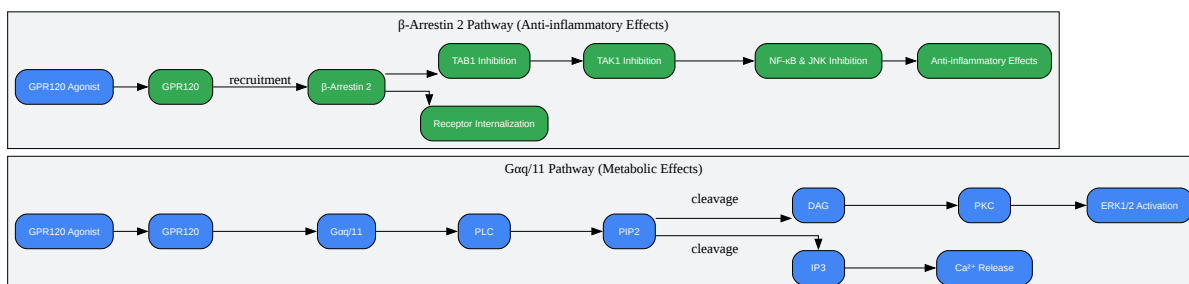 β-Arrestin 2 Pathway (Anti-inflammatory Effects)
GPR120 Agonist
GPR120
recruitment
β-Arrestin 2
TAB1 Inhibition
TAK1 Inhibition
NF-κB & JNK Inhibition
Anti-inflammatory Effects
Receptor Internalization
Gαq/11 Pathway (Metabolic Effects)
GPR120 Agonist
GPR120
Gαq/11
PLC
PIP2
cleavage
DAG
PKC
ERK1/2 Activation
cleavage
IP3
Ca²⁺ Release